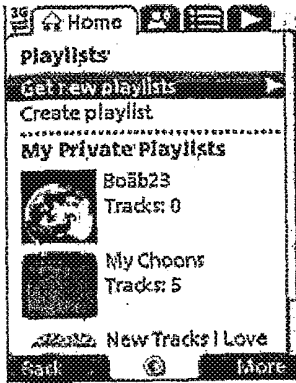 3G Home
Playlists
Get new playlists
Create playlist
My Private Playlists
Boab23
Tracks: 0
My Choons
Tracks: 5
New Tracks I Love
Back More